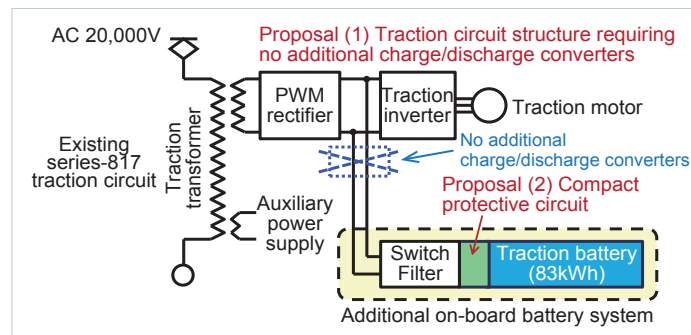 AC 20,000V
Proposal (1) Traction circuit structure requiring
no additional charge/discharge converters
Existing
series-817
traction circuit
Traction
transformer
PWM
rectifier
Traction
inverter
Traction motor
No additional
charge/discharge converters
Auxiliary
power
supply
Proposal (2) Compact
protective circuit
Switch
Filter
Traction battery
(83kWh)
Additional on-board battery system